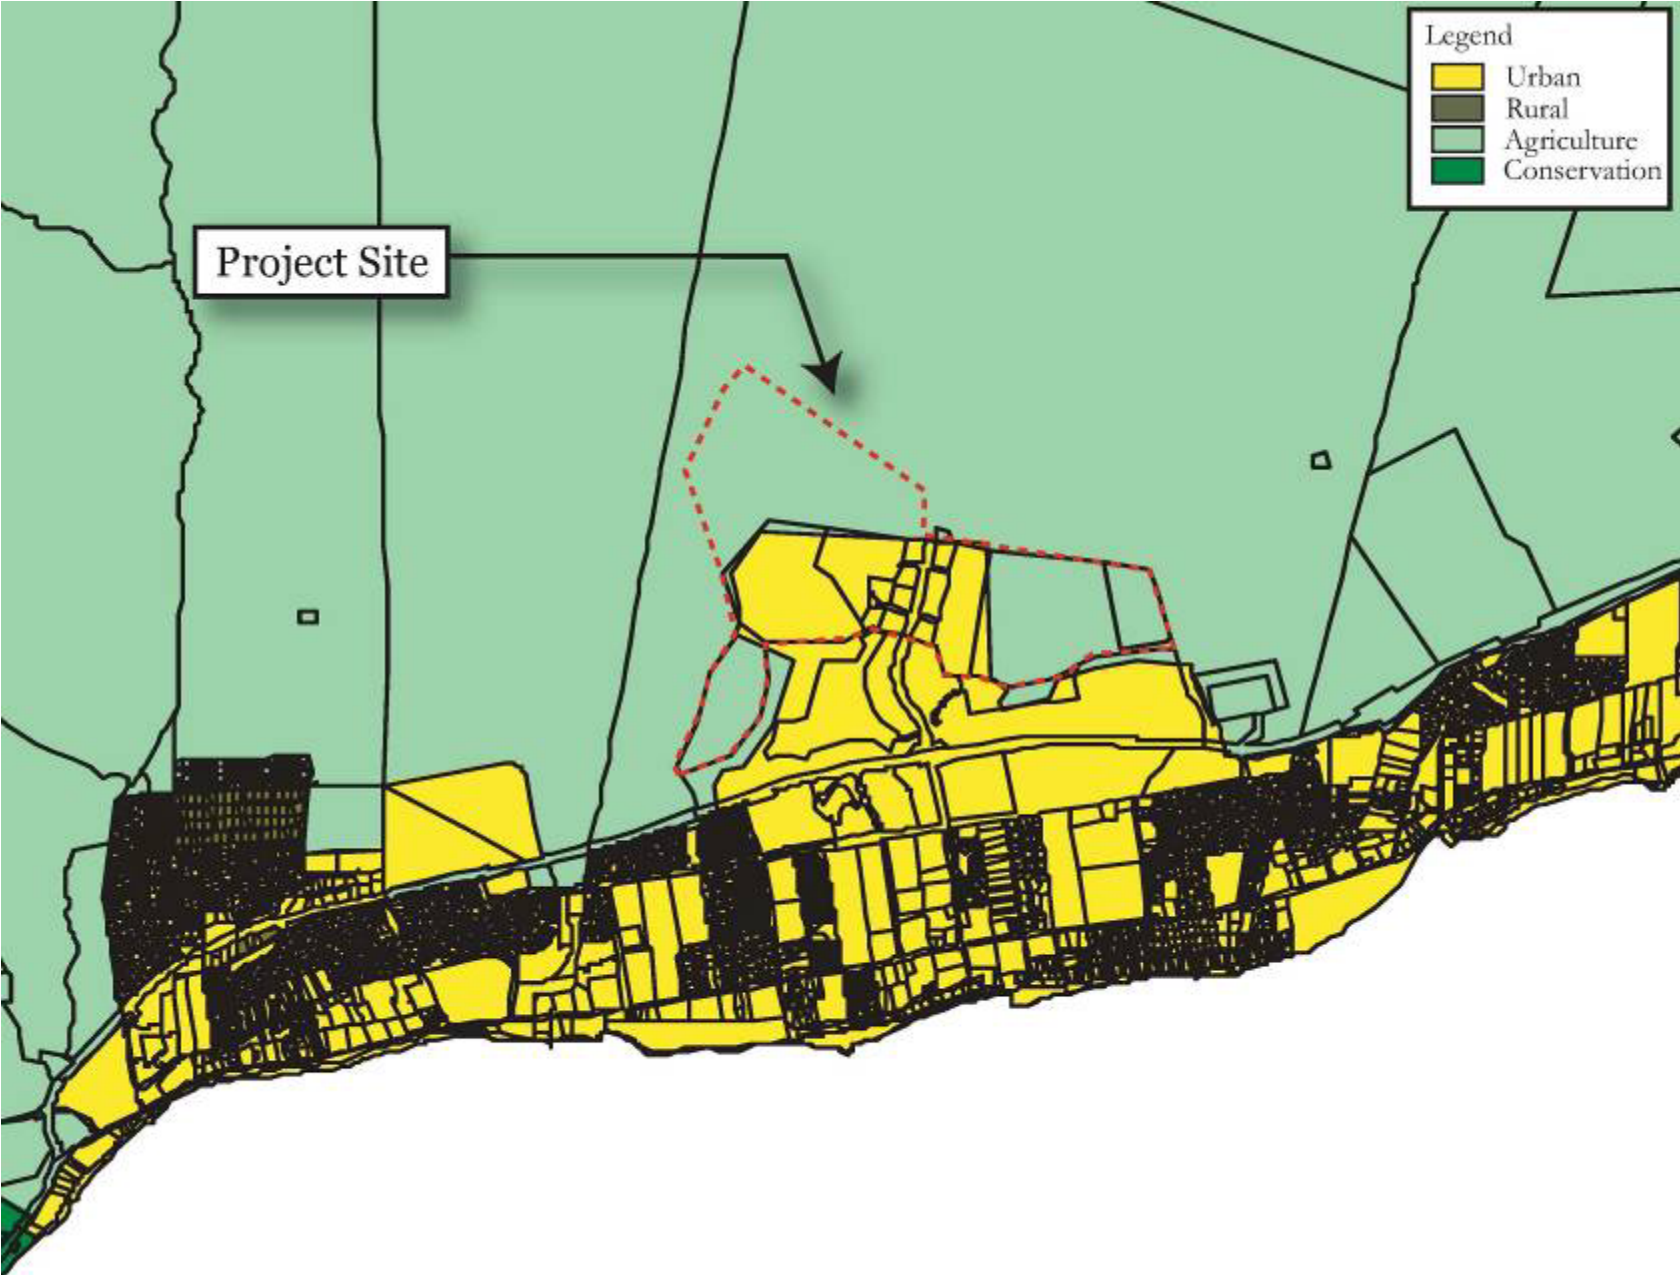 Legend
Urban
Rural
Agriculture
Conservation
Project Site